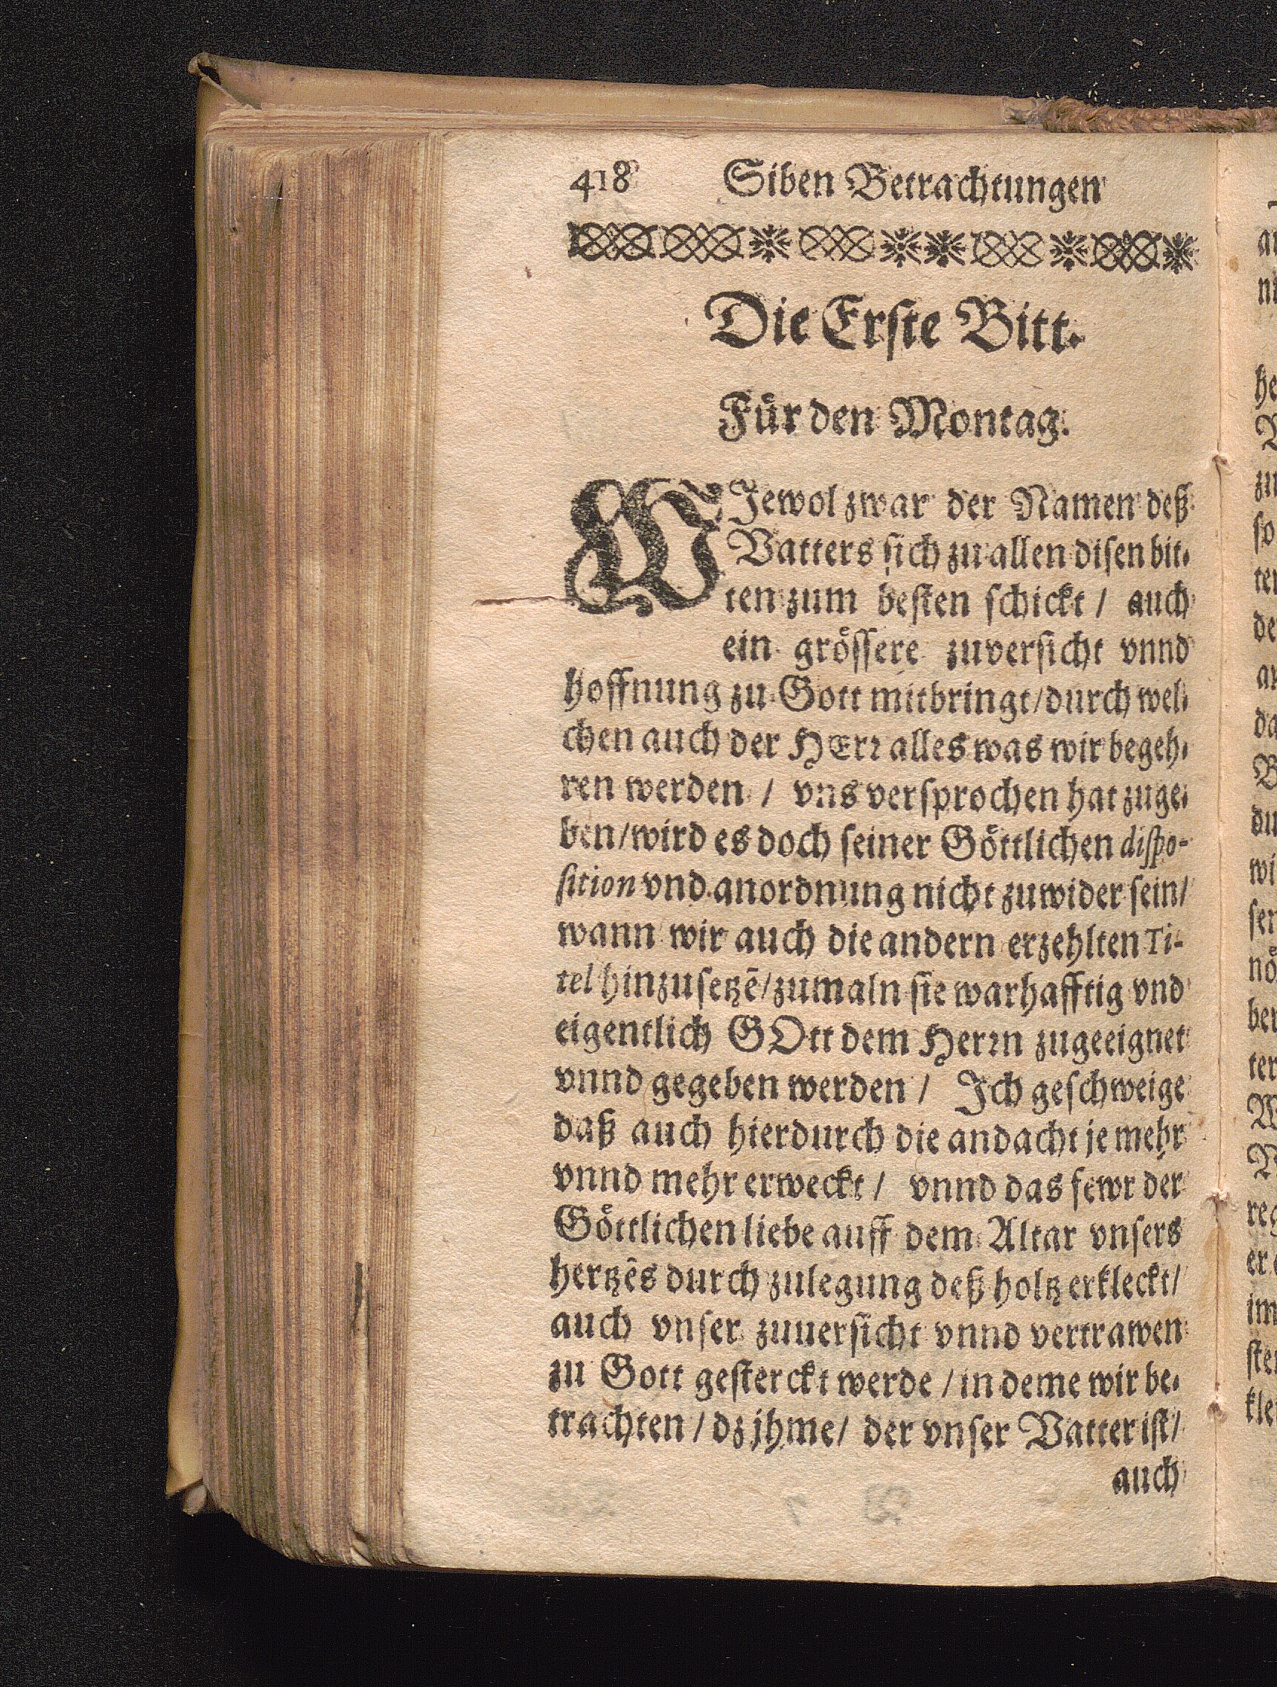 418 Siben Betrachtungen
Die Erste Bitt.
Für den Montag.
WJewol zwar der Namen deß
Vatters sich zu allen disen bit-
ten zum besten schickt / auch
ein grössere zuversicht vnnd
hoffnung zu Gott mitbringt/durch wel-
chen auch der HErr alles was wir begeh-
ren werden / vns versprochen hat zuge-
ben/wird es doch seiner Göttlichen dispo-
sition vnd anordnung nicht zuwider sein/
wann wir auch die andern erzehlten Ti-
tel hinzusetzẽ/zumaln sie warhafftig vnd
eigentlich GOtt dem Herrn zugeeignet
vnnd gegeben werden / Jch geschweige
daß auch hierdurch die andacht je mehr
vnnd mehr erweckt / vnnd das fewr der
Göttlichen liebe auff dem Altar vnsers
hertzẽs durch zulegung deß holtz erkleckt/
auch vnser zuuersicht vnnd vertrawen
zu Gott gesterckt werde / in deme wir be-
trachten / dz jhme / der vnser Vatter ist/
auch